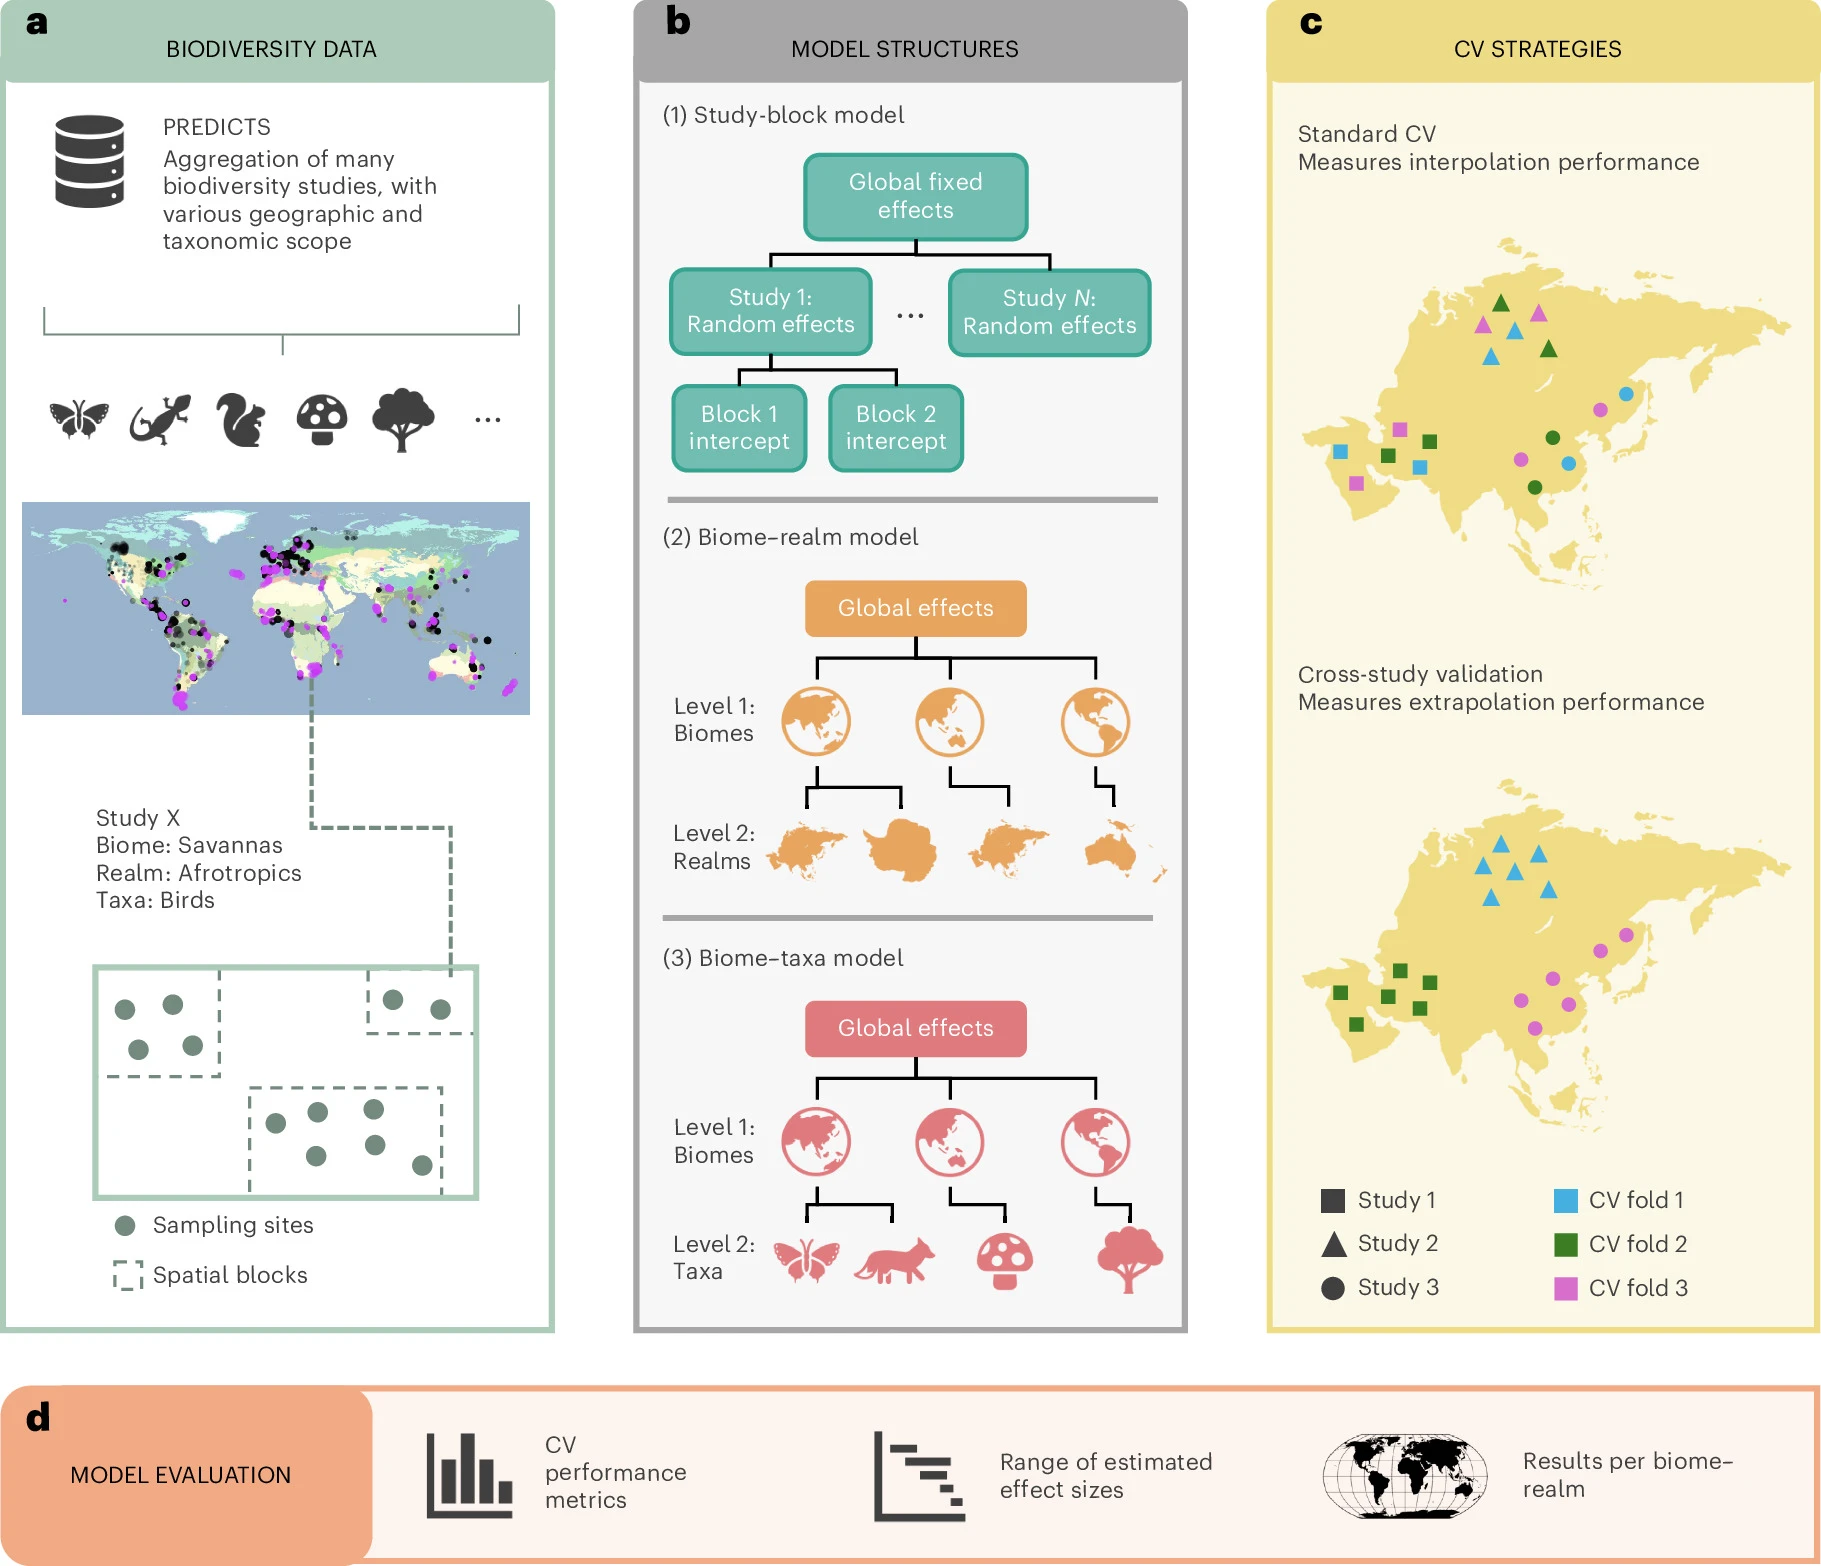 a
BIODIVERSITY DATA
PREDICTS
Aggregation of many
biodiversity studies, with
various geographic and
taxonomic scope
...
Study X
Biome: Savannas
Realm: Afrotropics
Taxa: Birds
Sampling sites
Spatial blocks
b
MODEL STRUCTURES
(1) Study-block model
Global fixed
effects
Study 1:
Random effects
...
Study N:
Random effects
Block 1
intercept
Block 2
intercept
(2) Biome–realm model
Global effects
Level 1:
Biomes
Level 2:
Realms
(3) Biome–taxa model
Global effects
Level 1:
Biomes
Level 2:
Taxa
c
CV STRATEGIES
Standard CV
Measures interpolation performance
Cross-study validation
Measures extrapolation performance
Study 1
Study 2
Study 3
CV fold 1
CV fold 2
CV fold 3
d
MODEL EVALUATION
CV
performance
metrics
Range of estimated
effect sizes
Results per biome–
realm